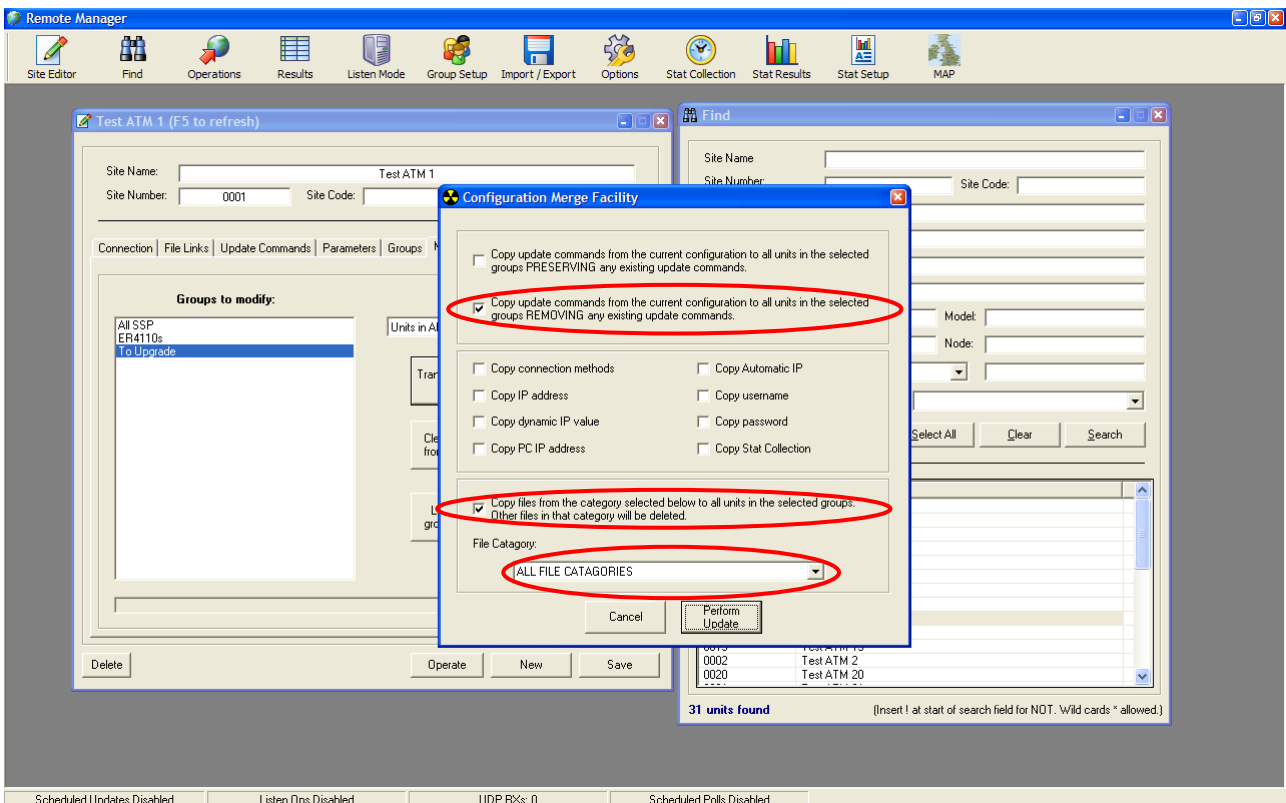 Remote Manager
Site Editor
Find
Operations
Results
Listen Mode
Group Setup
Import / Export
Options
Stat Collection
Stat Results
Stat Setup
MAP
Test ATM 1 (F5 to refresh)
Site Name:
Test ATM 1
Site Number:
0001
Site Code:
Connection
File Links
Update Commands
Parameters
Groups
Groups to modify:
All SSP
ER4110s
To Upgrade
Units in
Delete
Operate
New
Save
Find
Site Name
Site Number:
Site Code:
Model:
Node:
Select All
Clear
Search
Test ATM 13
0002
Test ATM 2
0020
Test ATM 20
31 units found
(Insert ! at start of search field for NOT. Wild cards * allowed.)
Configuration Merge Facility
Copy update commands from the current configuration to all units in the selected
groups PRESERVING any existing update commands.
Copy update commands from the current configuration to all units in the selected
groups REMOVING any existing update commands.
Copy connection methods
Copy Automatic IP
Copy IP address
Copy username
Copy dynamic IP value
Copy password
Copy PC IP address
Copy Stat Collection
Copy files from the category selected below to all units in the selected groups.
Other files in that category will be deleted.
File Catagory:
ALL FILE CATAGORIES
Cancel
Perform
Update
Scheduled Updates Disabled
Listen Ops Disabled
UDP RXs: 0
Scheduled Polls Disabled